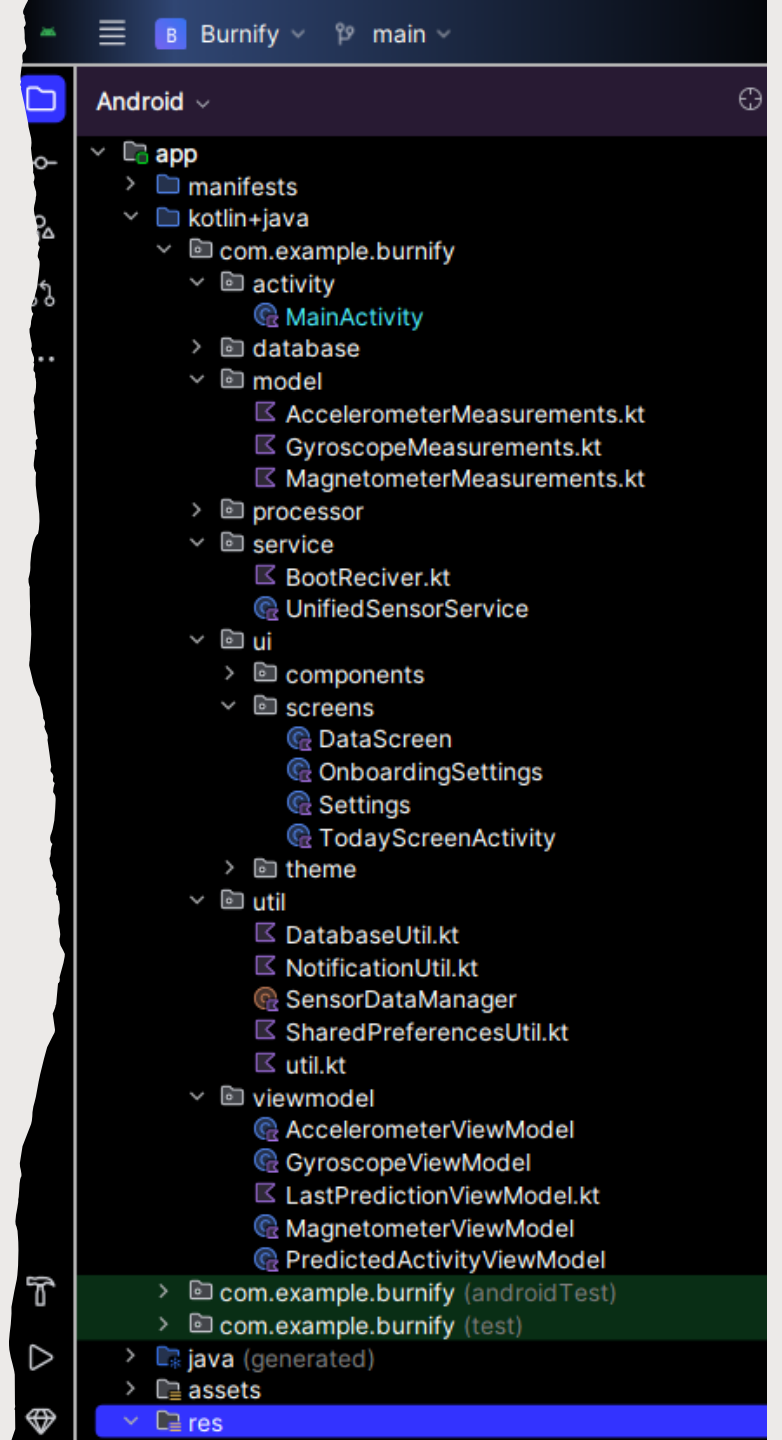 B Burnify main
Android
app
manifests
kotlin+java
com.example.burnify
activity
MainActivity
database
model
AccelerometerMeasurements.kt
GyroscopeMeasurements.kt
MagnetometerMeasurements.kt
processor
service
BootReciver.kt
UnifiedSensorService
ui
components
screens
DataScreen
OnboardingSettings
Settings
TodayScreenActivity
theme
util
DatabaseUtil.kt
NotificationUtil.kt
SensorDataManager
SharedPreferencesUtil.kt
util.kt
viewmodel
AccelerometerViewModel
GyroscopeViewModel
LastPredictionViewModel.kt
MagnetometerViewModel
PredictedActivityViewModel
com.example.burnify (androidTest)
com.example.burnify (test)
java (generated)
assets
res